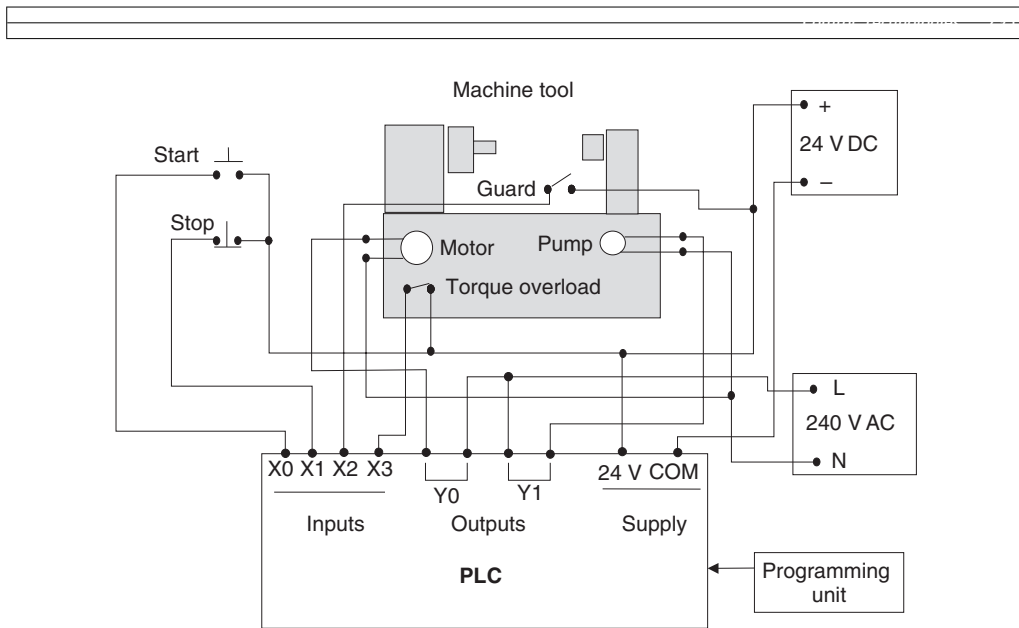 Machine tool
+
24 V DC
–
Start
Guard
Stop
Motor
Pump
Torque overload
L
240 V AC
N
X0 X1 X2 X3
24 V COM
Y0
Y1
Inputs
Outputs
Supply
PLC
Programming
unit